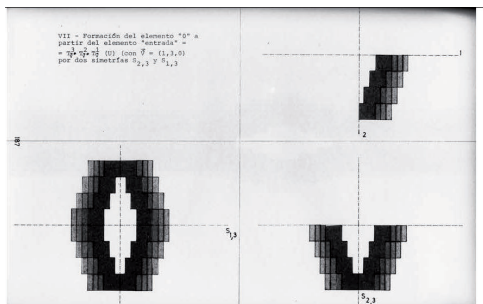 VII - Formación del elemento "0" a
partir del elemento "entrada" =
(U) (con V = (1,3,0)
por dos simetrías S2,3 y S1,3
1
2
187
S1,3
S2,3